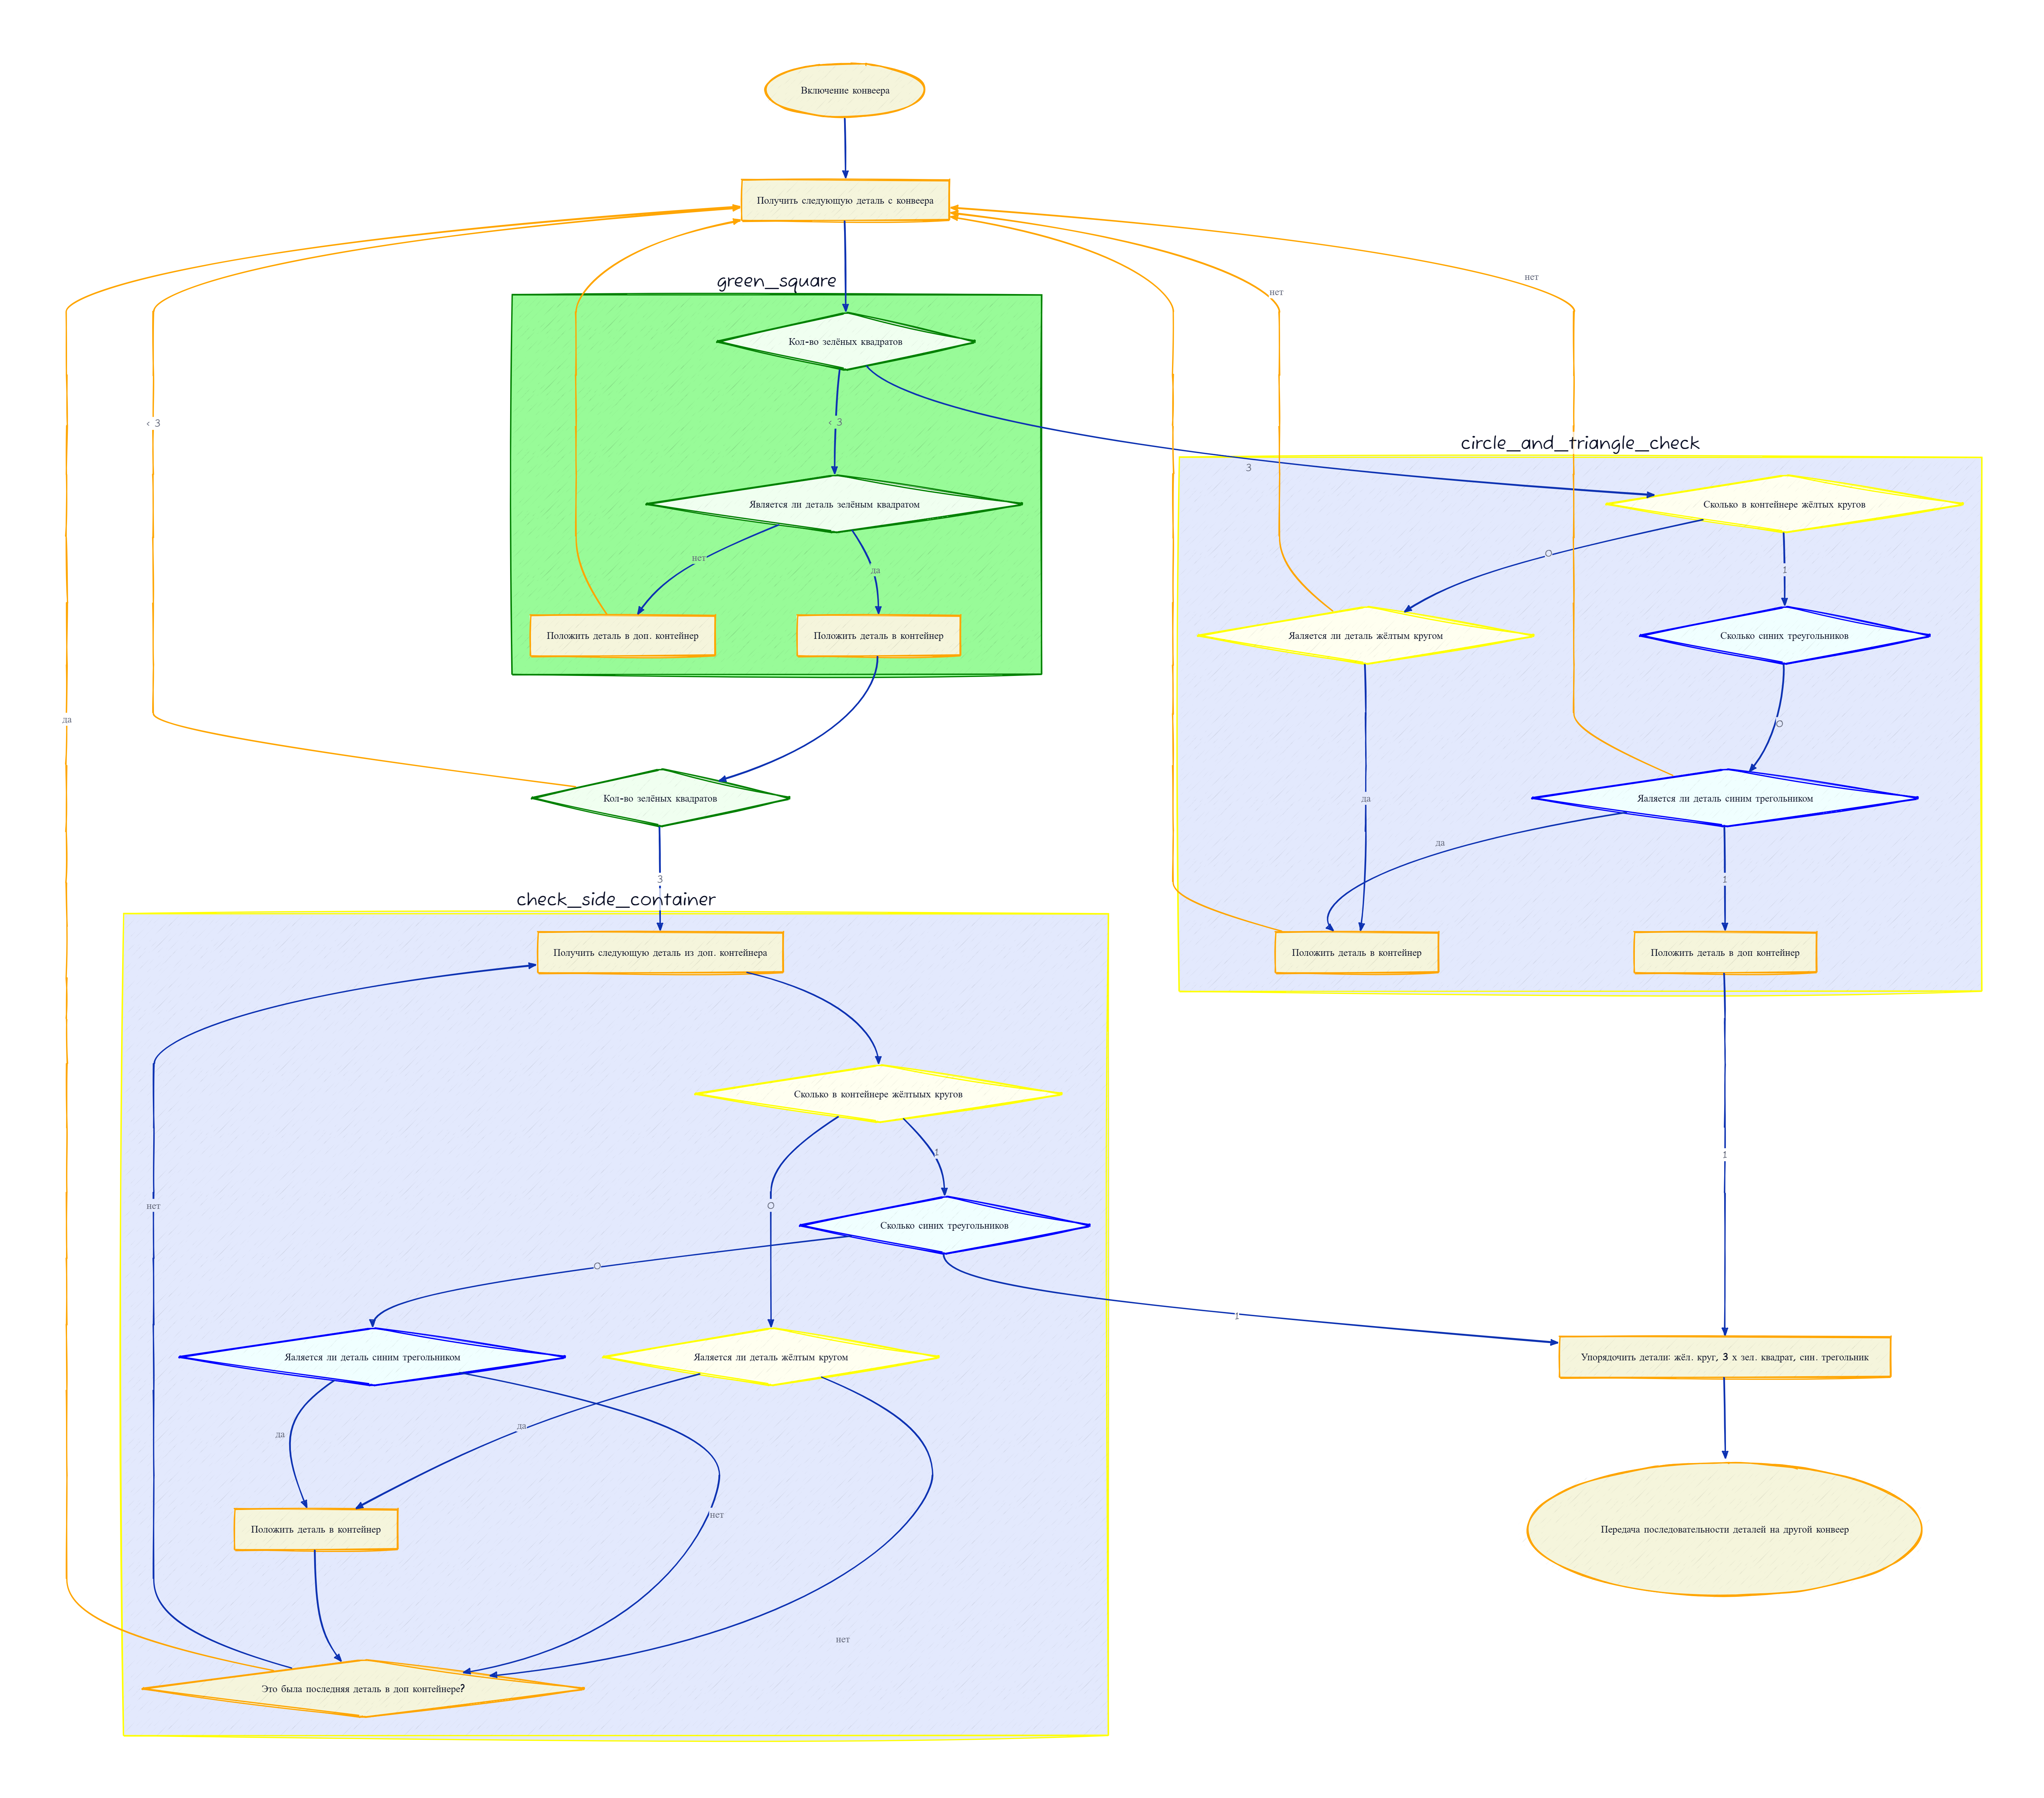 Включение конвеера
Получить следующую деталь с конвеера
нет
нет
green_square
Кол-во зелёных квадратов
< 3
< 3
circle_and_triangle_check
3
Является ли деталь зелёным квадратом
Сколько в контейнере жёлтых кругов
нет
да
0
1
Положить деталь в доп. контейнер
Положить деталь в контейнер
Яаляется ли деталь жёлтым кругом
Сколько синих треугольников
да
0
Кол-во зелёных квадратов
да
Яаляется ли деталь синим трегольником
да
3
1
check_side_container
Получить следующую деталь из доп. контейнера
Положить деталь в контейнер
Положить деталь в доп контейнер
Сколько в контейнере жёлтыых кругов
1
1
нет
0
Сколько синих треугольников
0
1
Яаляется ли деталь синим трегольником
Яаляется ли деталь жёлтым кругом
Упорядочить детали: жёл. круг, 3 х зел. квадрат, син. трегольник
да
да
нет
Положить деталь в контейнер
Передача последовательности деталей на другой конвеер
нет
Это была последняя деталь в доп контейнере?